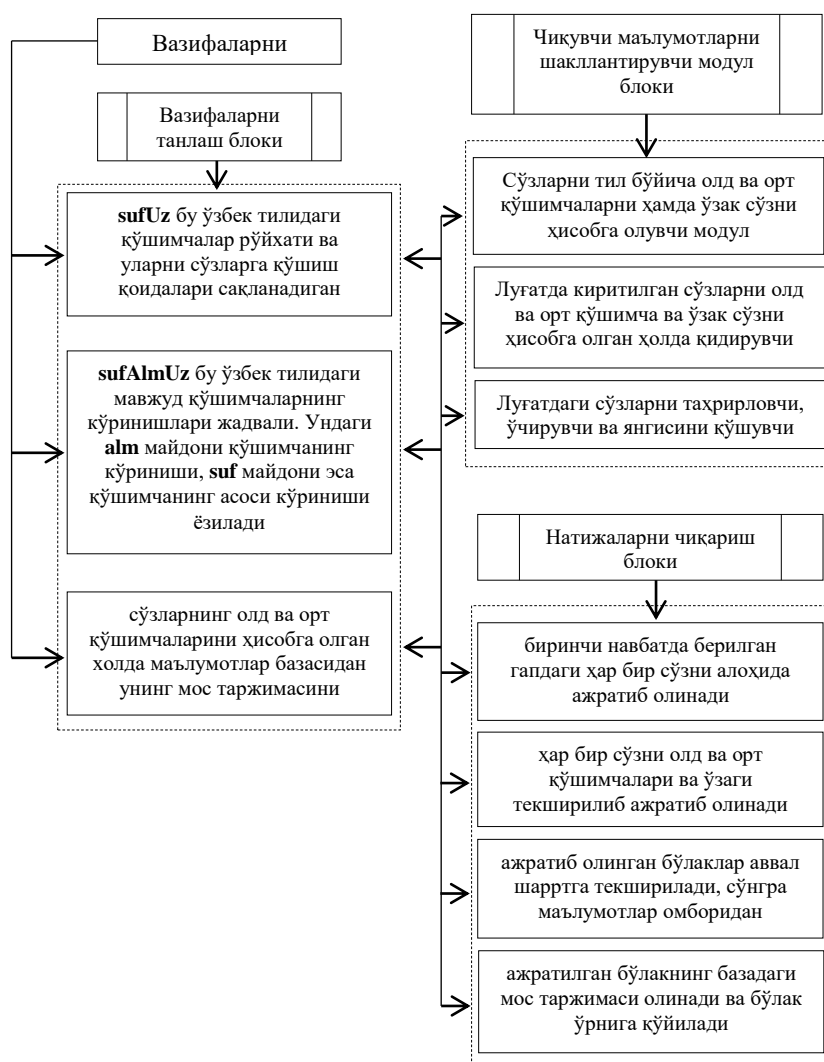 Вазифаларни
Вазифаларни
танлаш блоки
sufUz бу ўзбек тилидаги
қўшимчалар рўйхати ва
уларни сўзларга қўшиш
қоидалари сақланадиган
sufAlmUz бу ўзбек тилидаги
мавжуд қўшимчаларнинг
кўринишлари жадвали. Ундаги
alm майдони қўшимчанинг
кўриниши, suf майдони эса
қўшимчанинг асоси кўриниши
ёзилади
сўзларнинг олд ва орт
қўшимчаларини ҳисобга олган
холда маълумотлар базасидан
унинг мос таржимасини
Чиқувчи маълумотларни
шакллантирувчи модул
блоки
Сўзларни тил бўйича олд ва орт
қўшимчаларни ҳамда ўзак сўзни
ҳисобга олувчи модул
Луғатда киритилган сўзларни олд
ва орт қўшимча ва ўзак сўзни
ҳисобга олган ҳолда қидирувчи
Луғатдаги сўзларни таҳрирловчи,
ўчирувчи ва янгисини қўшувчи
Натижаларни чиқариш
блоки
биринчи навбатда берилган
гапдаги ҳар бир сўзни алоҳида
ажратиб олинади
ҳар бир сўзни олд ва орт
қўшимчалари ва ўзаги
текширилиб ажратиб олинади
ажратиб олинган бўлаклар аввал
шарртга текширилади, сўнгра
маълумотлар омборидан
ажратилган бўлакнинг базадаги
мос таржимаси олинади ва бўлак
ўрнига қўйилади